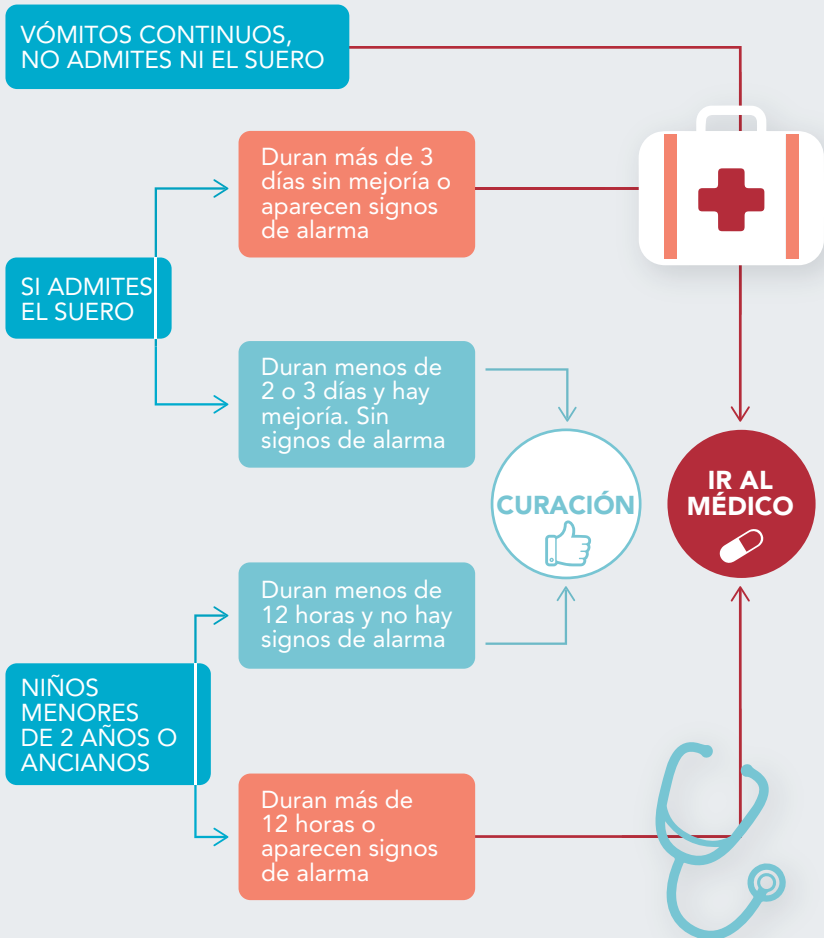 VÓMITOS CONTINUOS,
NO ADMITES NI EL SUERO
Duran más de 3
días sin mejoría o
aparecen signos
de alarma
SI ADMITES
EL SUERO
Duran menos de
2 o 3 días y hay
mejoría. Sin
signos de alarma
CURACIÓN
IR AL
MÉDICO
Duran menos de
12 horas y no hay
signos de alarma
NIÑOS
MENORES
DE 2 AÑOS O
ANCIANOS
Duran más de
12 horas o
aparecen signos
de alarma